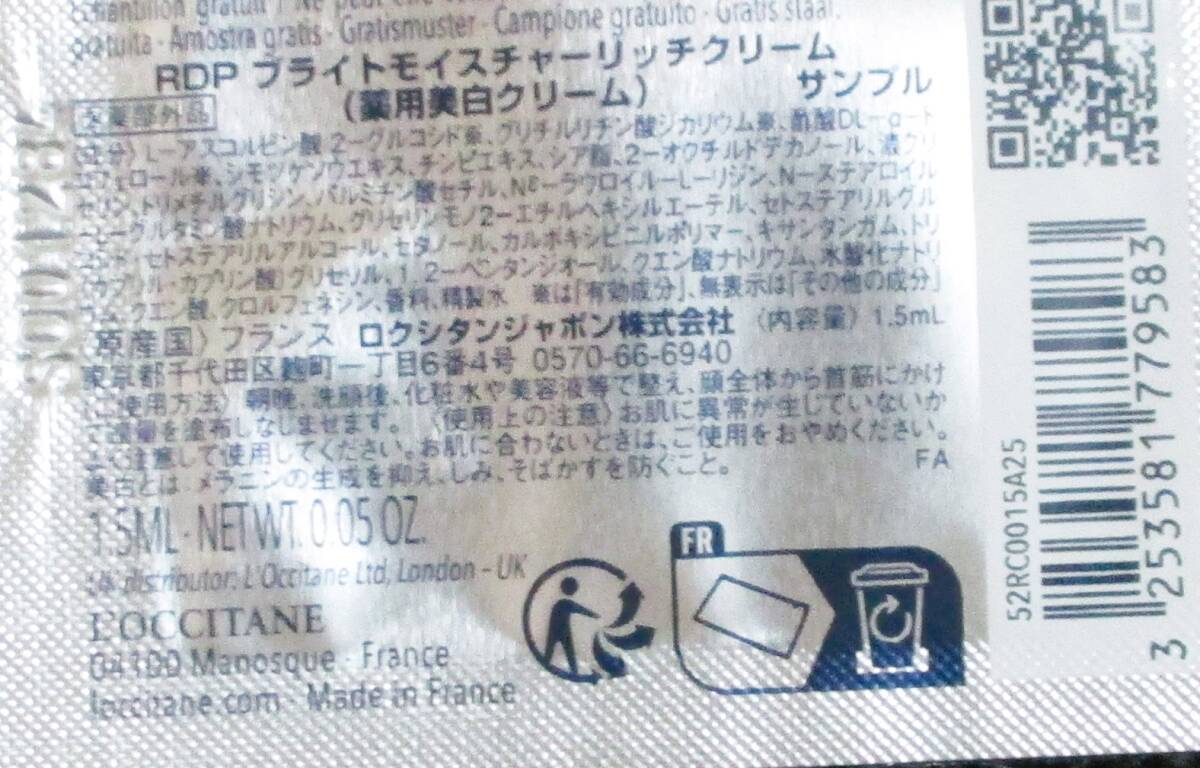 échantillon gratuit
gratuita · Amostra gratis · Gratismuster · Campione gratuito · Gratis staal.
RDP ブライトモイスチャーリッチクリーム
（薬用美白クリーム） サンプル
医薬部外品
〈成分〉L-アスコルビン酸 2-グルコシド※、グリチルリチン酸ジカリウム※、酢酸DL-α-ト
コフェロール※、シモツケソウエキス、チンピエキス、シア脂、2-オクチルドデカノール、濃グリ
セリン、トリメチルグリシン、パルミチン酸セチル、Nε-ラウロイル-L-リジン、N-ステアロイル
-L-グルタミン酸ナトリウム、グリセリンモノ2-エチルヘキシルエーテル、セトステアリルグル
コシド、セトステアリルアルコール、セタノール、カルボキシビニルポリマー、キサンタンガム、トリ
(カプリル・カプリン酸)グリセリル、1, 2-ペンタンジオール、クエン酸ナトリウム、水酸化ナトリ
ウム、クエン酸、クロルフェネシン、香料、精製水 ※は「有効成分」、無表示は「その他の成分」
〈原産国〉フランス ロクシタンジャポン株式会社 〈内容量〉1.5mL
東京都千代田区麹町一丁目6番4号 0570-66-6940
〈ご使用方法〉朝晩、洗顔後、化粧水や美容液等で整え、顔全体から首筋にかけ
て適量を塗布しなじませます。〈使用上の注意〉お肌に異常が生じていないか
よく注意して使用してください。お肌に合わないときは、ご使用をおやめください。
美白とは、メラニンの生成を抑え、しみ、そばかすを防ぐこと。 FA
1.5ML · NET WT. 0.05 OZ.
UK distributor: L'Occitane Ltd, London - UK
L'OCCITANE
04100 Manosque · France
loccitane.com · Made in France
FR
52RC0015A25
3 253581 779583